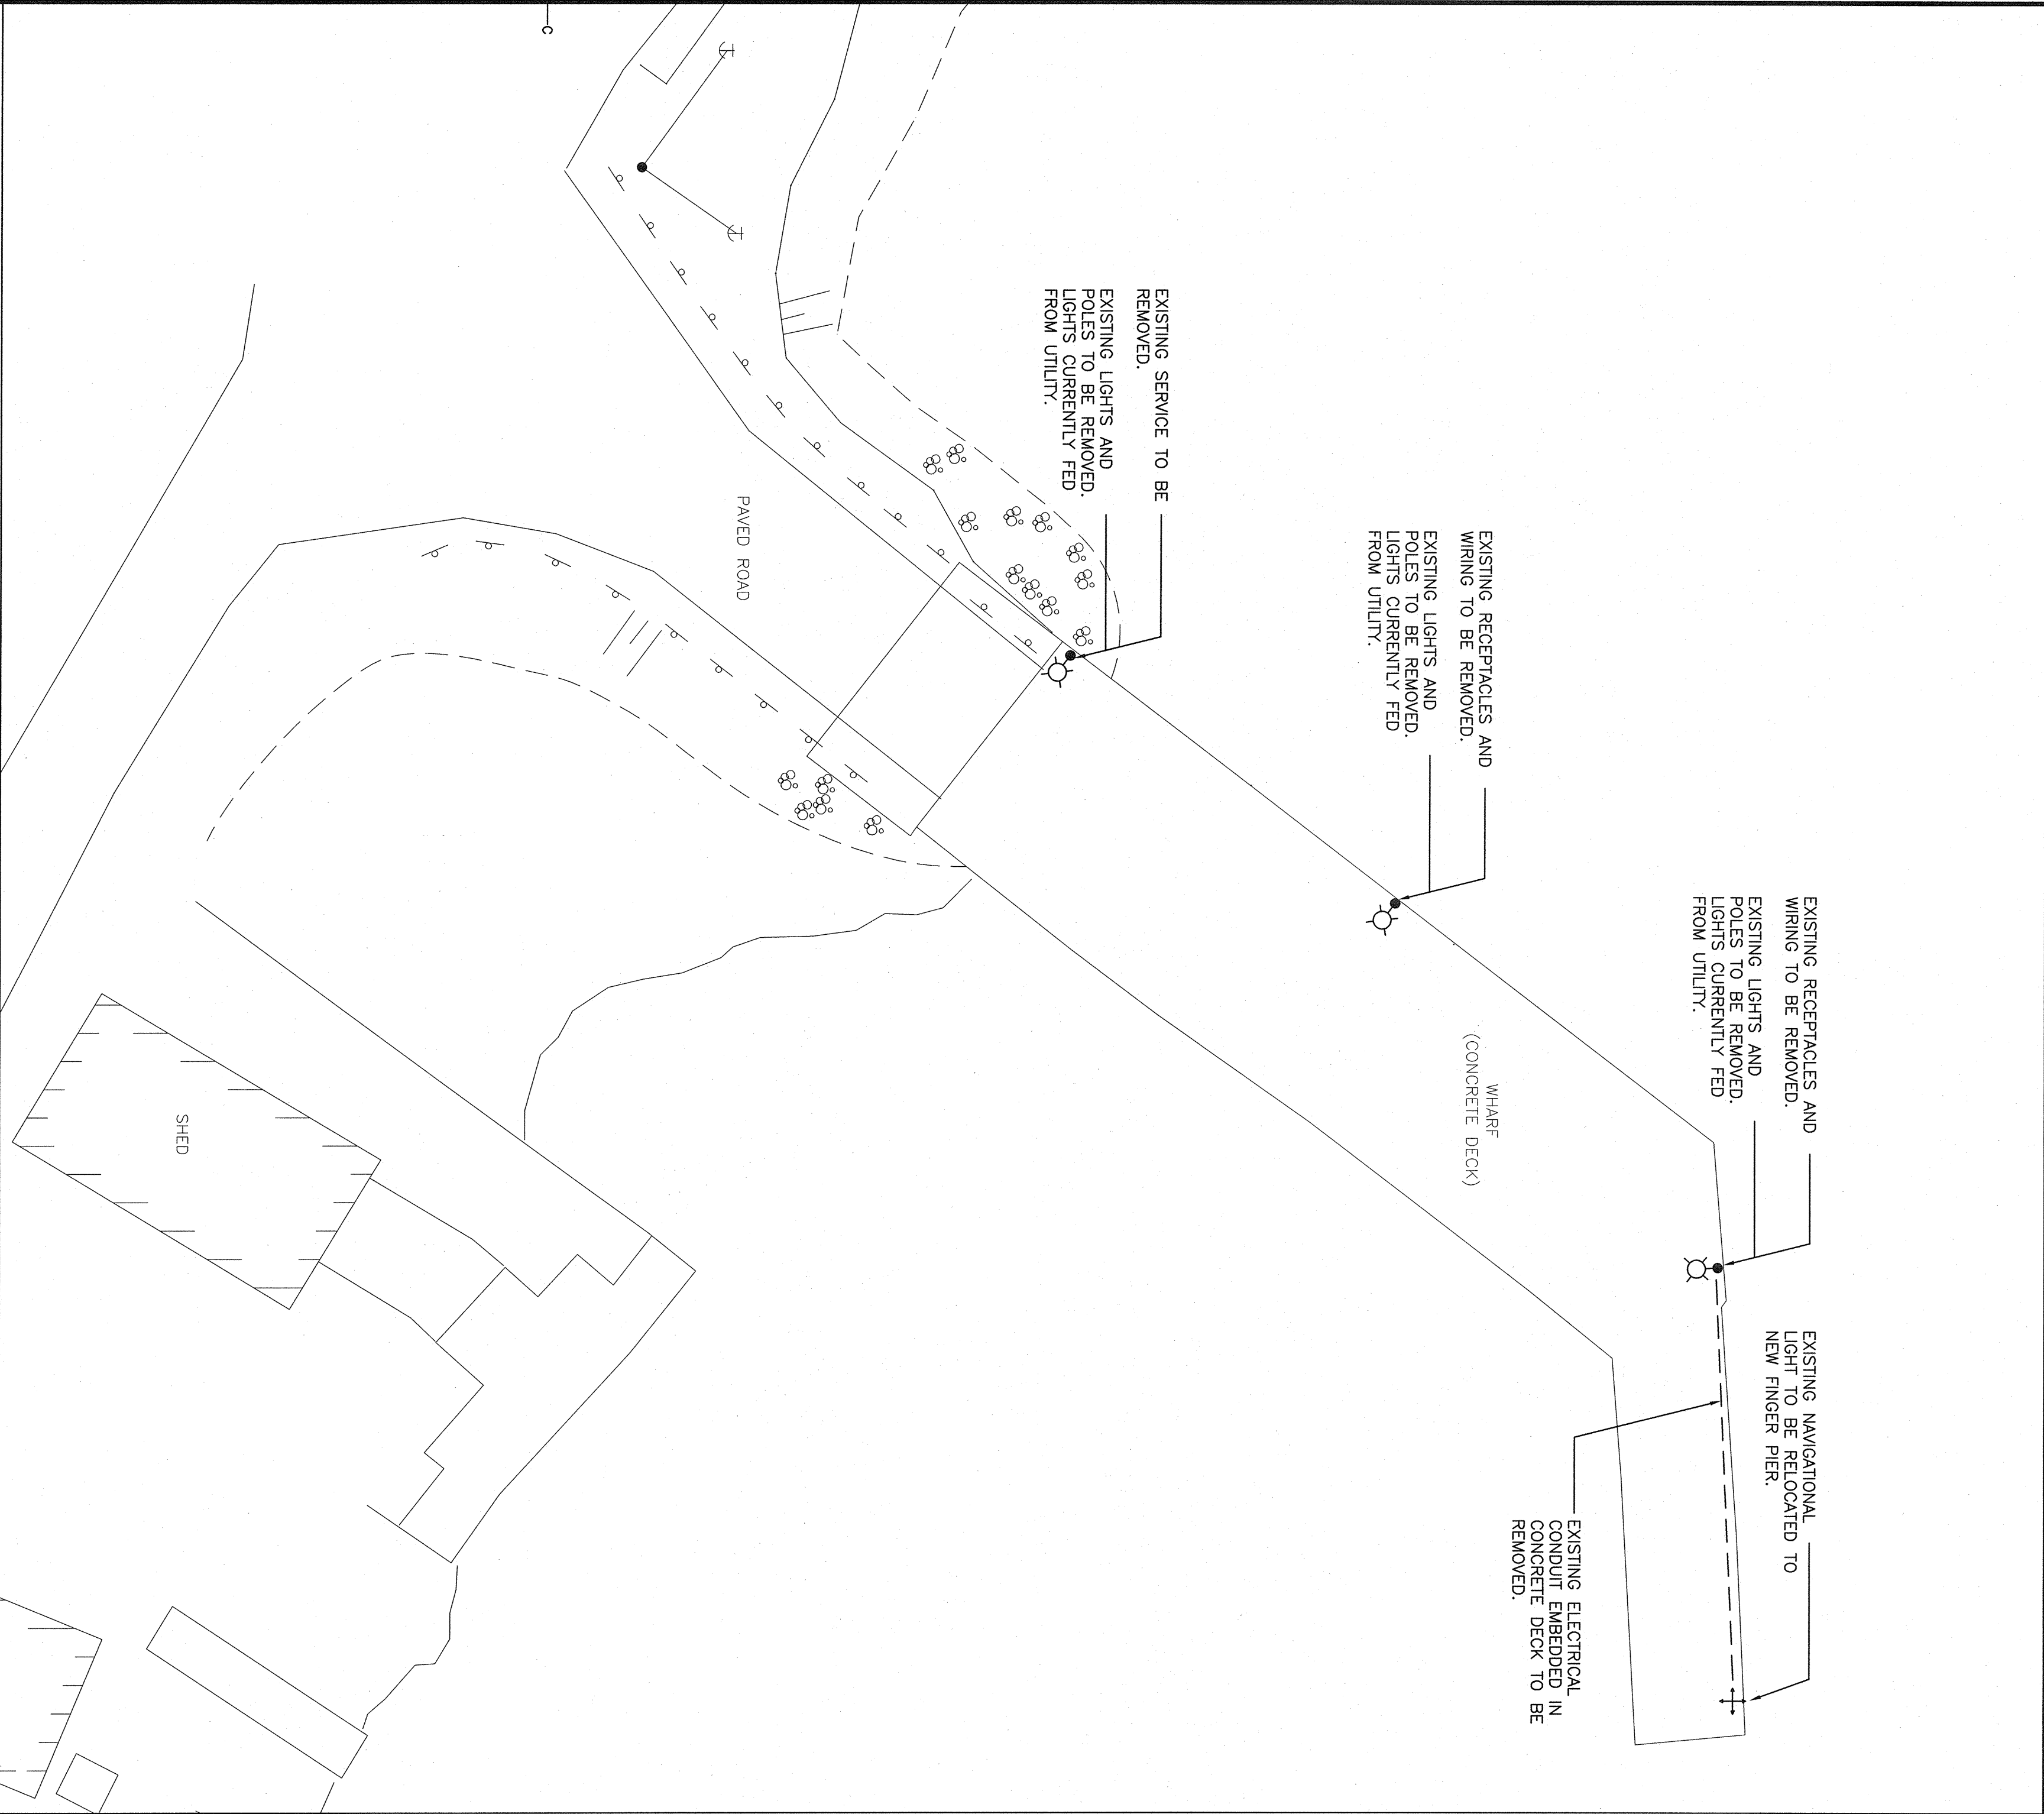 C
EXISTING SERVICE TO BE
REMOVED.
EXISTING LIGHTS AND
POLES TO BE REMOVED.
LIGHTS CURRENTLY FED
FROM UTILITY.
EXISTING RECEPTACLES AND
WIRING TO BE REMOVED.
EXISTING LIGHTS AND
POLES TO BE REMOVED.
LIGHTS CURRENTLY FED
FROM UTILITY.
EXISTING RECEPTACLES AND
WIRING TO BE REMOVED.
EXISTING LIGHTS AND
POLES TO BE REMOVED.
LIGHTS CURRENTLY FED
FROM UTILITY.
EXISTING NAVIGATIONAL
LIGHT TO BE RELOCATED TO
NEW FINGER PIER.
EXISTING ELECTRICAL
CONDUIT EMBEDDED IN
CONCRETE DECK TO BE
REMOVED.
WHARF
(CONCRETE DECK)
PAVED ROAD
SHED